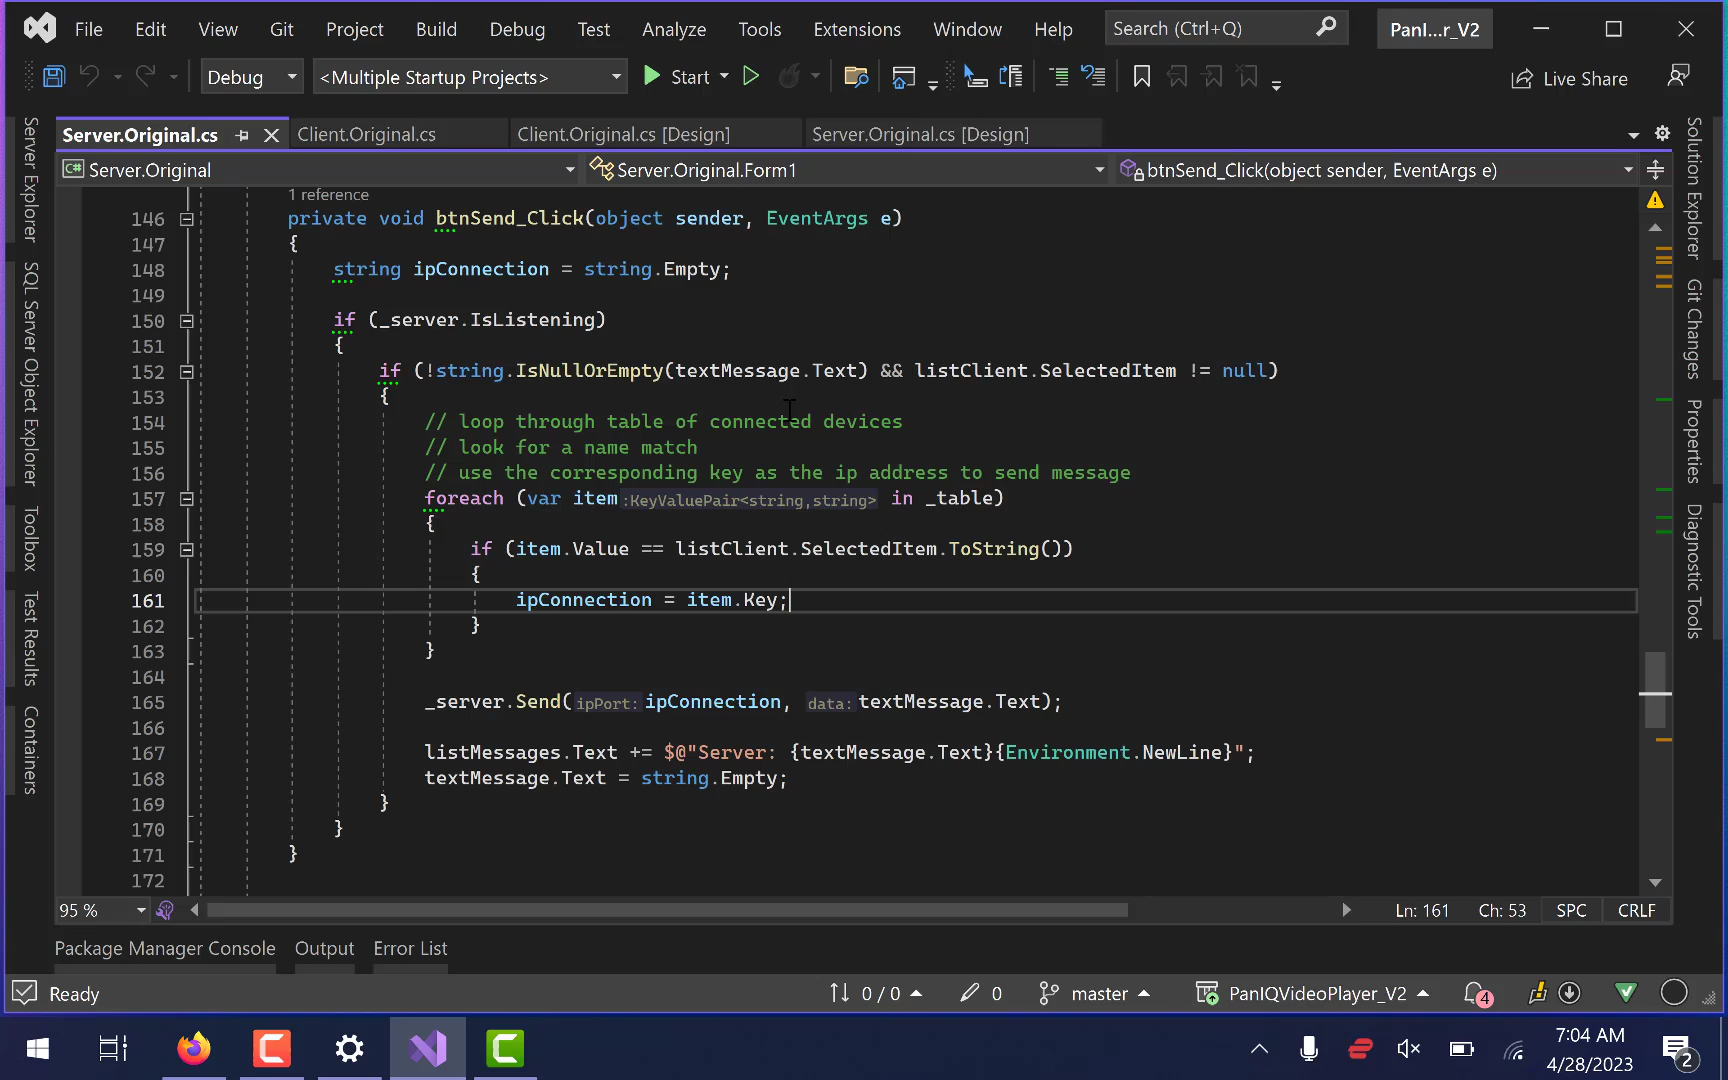 File Edit View Git Project Build Debug Test Analyze Tools Extensions Window Help Search (Ctrl+Q) PanI...r_V2
Debug <Multiple Startup Projects> Start Live Share
Server.Original.cs Client.Original.cs Client.Original.cs [Design] Server.Original.cs [Design]
C# Server.Original Server.Original.Form1 btnSend_Click(object sender, EventArgs e)
1 reference
146 private void btnSend_Click(object sender, EventArgs e)
147 {
148 string ipConnection = string.Empty;
149
150 if (_server.IsListening)
151 {
152 if (!string.IsNullOrEmpty(textMessage.Text) && listClient.SelectedItem != null)
153 {
154 // loop through table of connected devices
155 // look for a name match
156 // use the corresponding key as the ip address to send message
157 foreach (var item:KeyValuePair<string,string> in _table)
158 {
159 if (item.Value == listClient.SelectedItem.ToString())
160 {
161 ipConnection = item.Key;
162 }
163 }
164
165 _server.Send(ipPort:ipConnection, data:textMessage.Text);
166
167 listMessages.Text += $@"Server: {textMessage.Text}{Environment.NewLine}";
168 textMessage.Text = string.Empty;
169 }
170 }
171 }
172
95 % Ln: 161 Ch: 53 SPC CRLF
Package Manager Console Output Error List
Ready 0 / 0 0 master PanIQVideoPlayer_V2 4
7:04 AM
4/28/2023
2
Server Explorer
SQL Server Object Explorer
Toolbox
Test Results
Containers
Solution Explorer
Git Changes
Properties
Diagnostic Tools